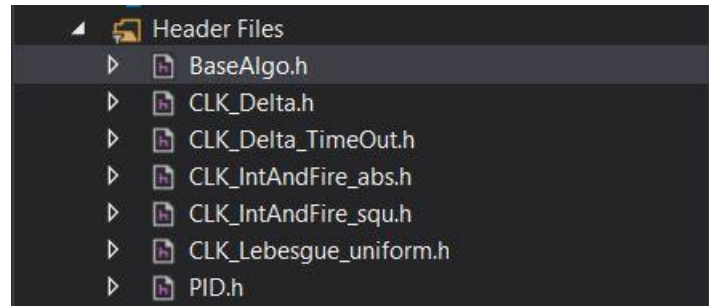 Header Files
BaseAlgo.h
CLK_Delta.h
CLK_Delta_TimeOut.h
CLK_IntAndFire_abs.h
CLK_IntAndFire_squ.h
CLK_Lebesgue_uniform.h
PID.h